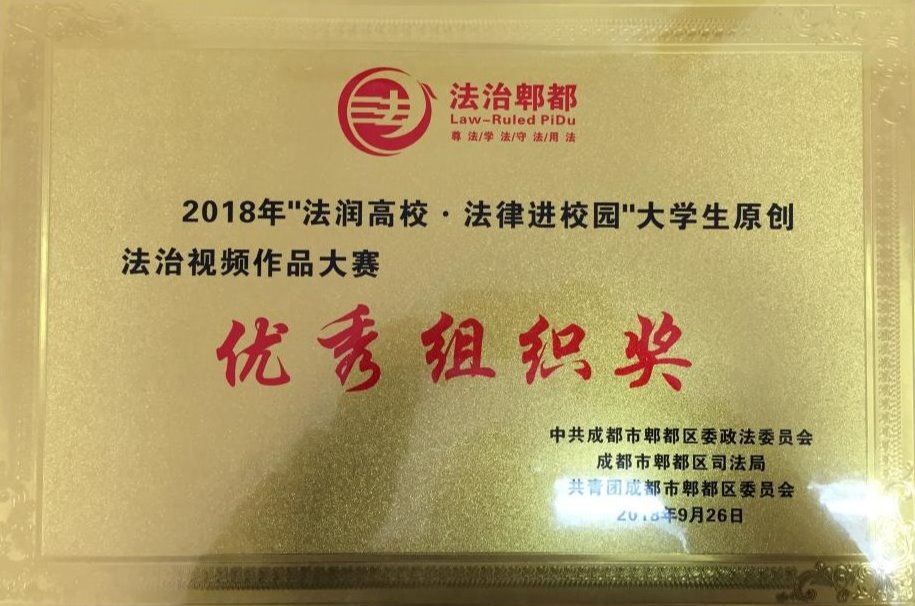 法治郫都
Law-Ruled PiDu
尊 法/学 法/守 法/用 法
2018年"法润高校·法律进校园"大学生原创
法治视频作品大赛
优秀组织奖
中共成都市郫都区委政法委员会
成都市郫都区司法局
共青团成都市郫都区委员会
2018年9月26日